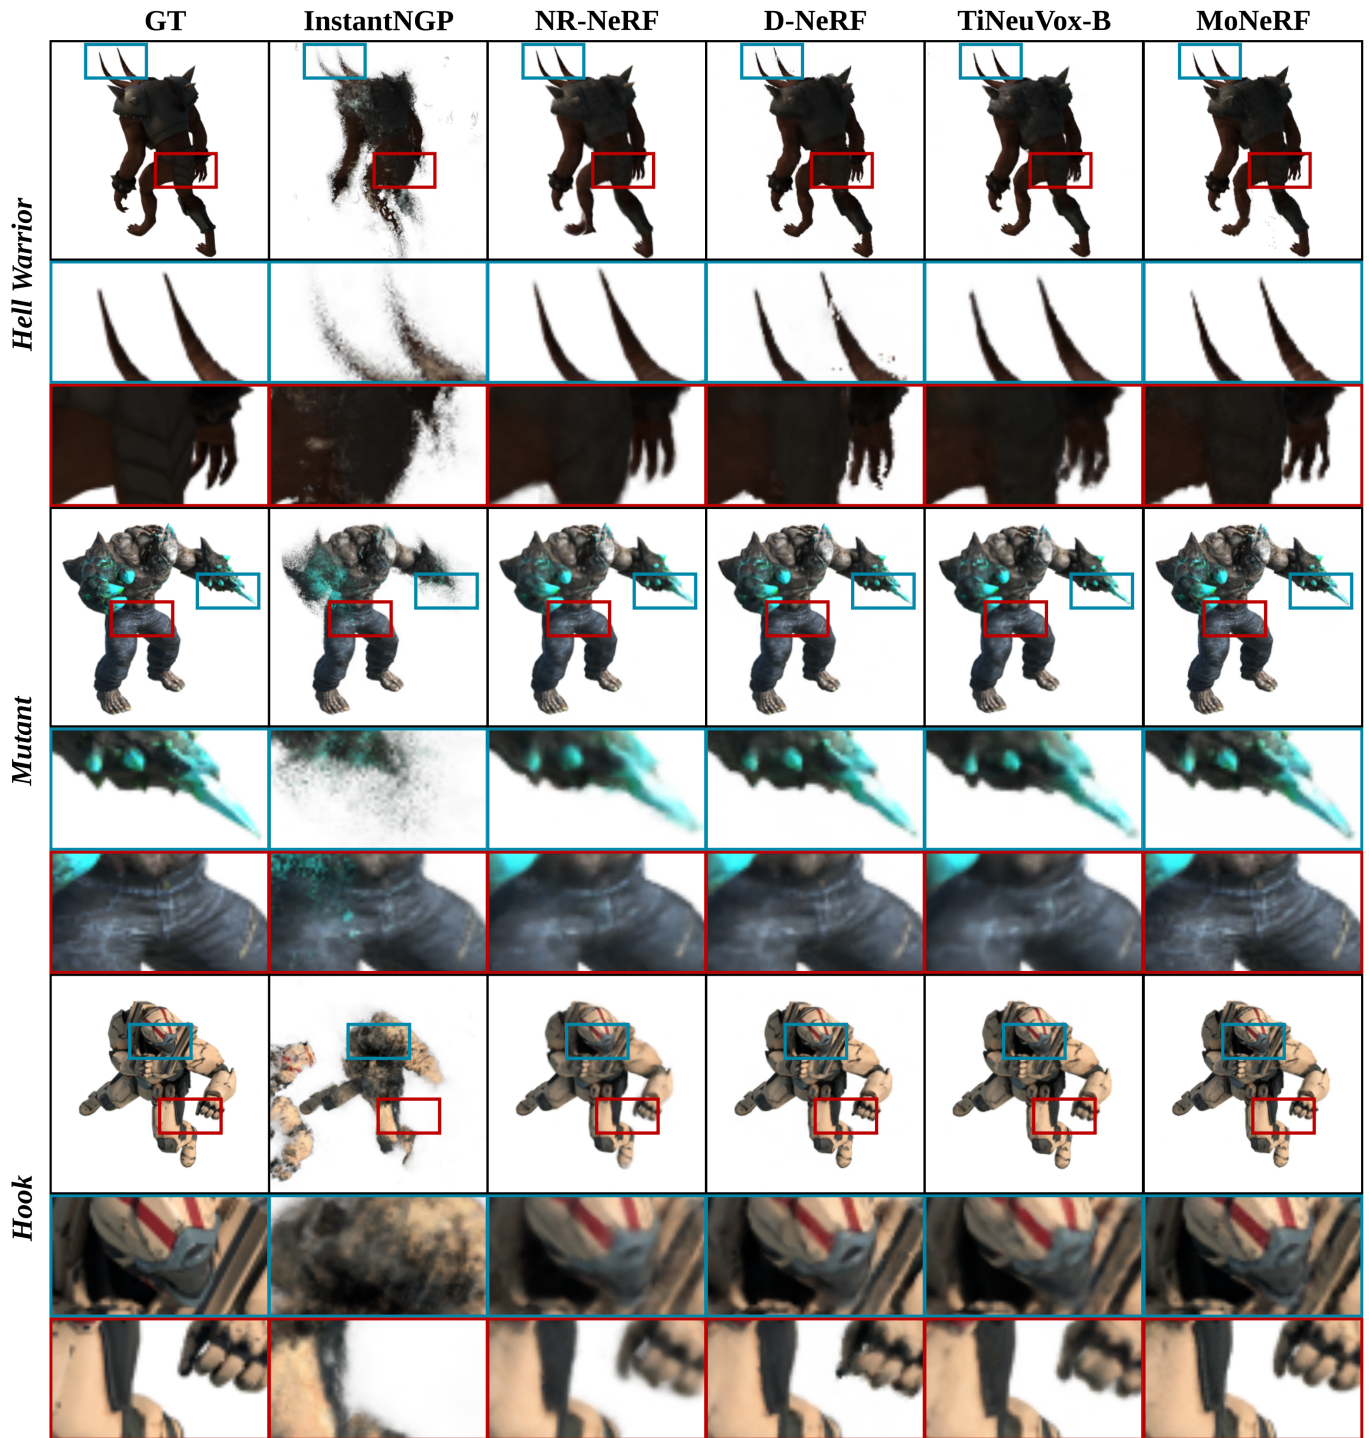 GT InstantNGP NR-NeRF D-NeRF TiNeuVox-B MoNeRF
Hell Warrior
Mutant
Hook